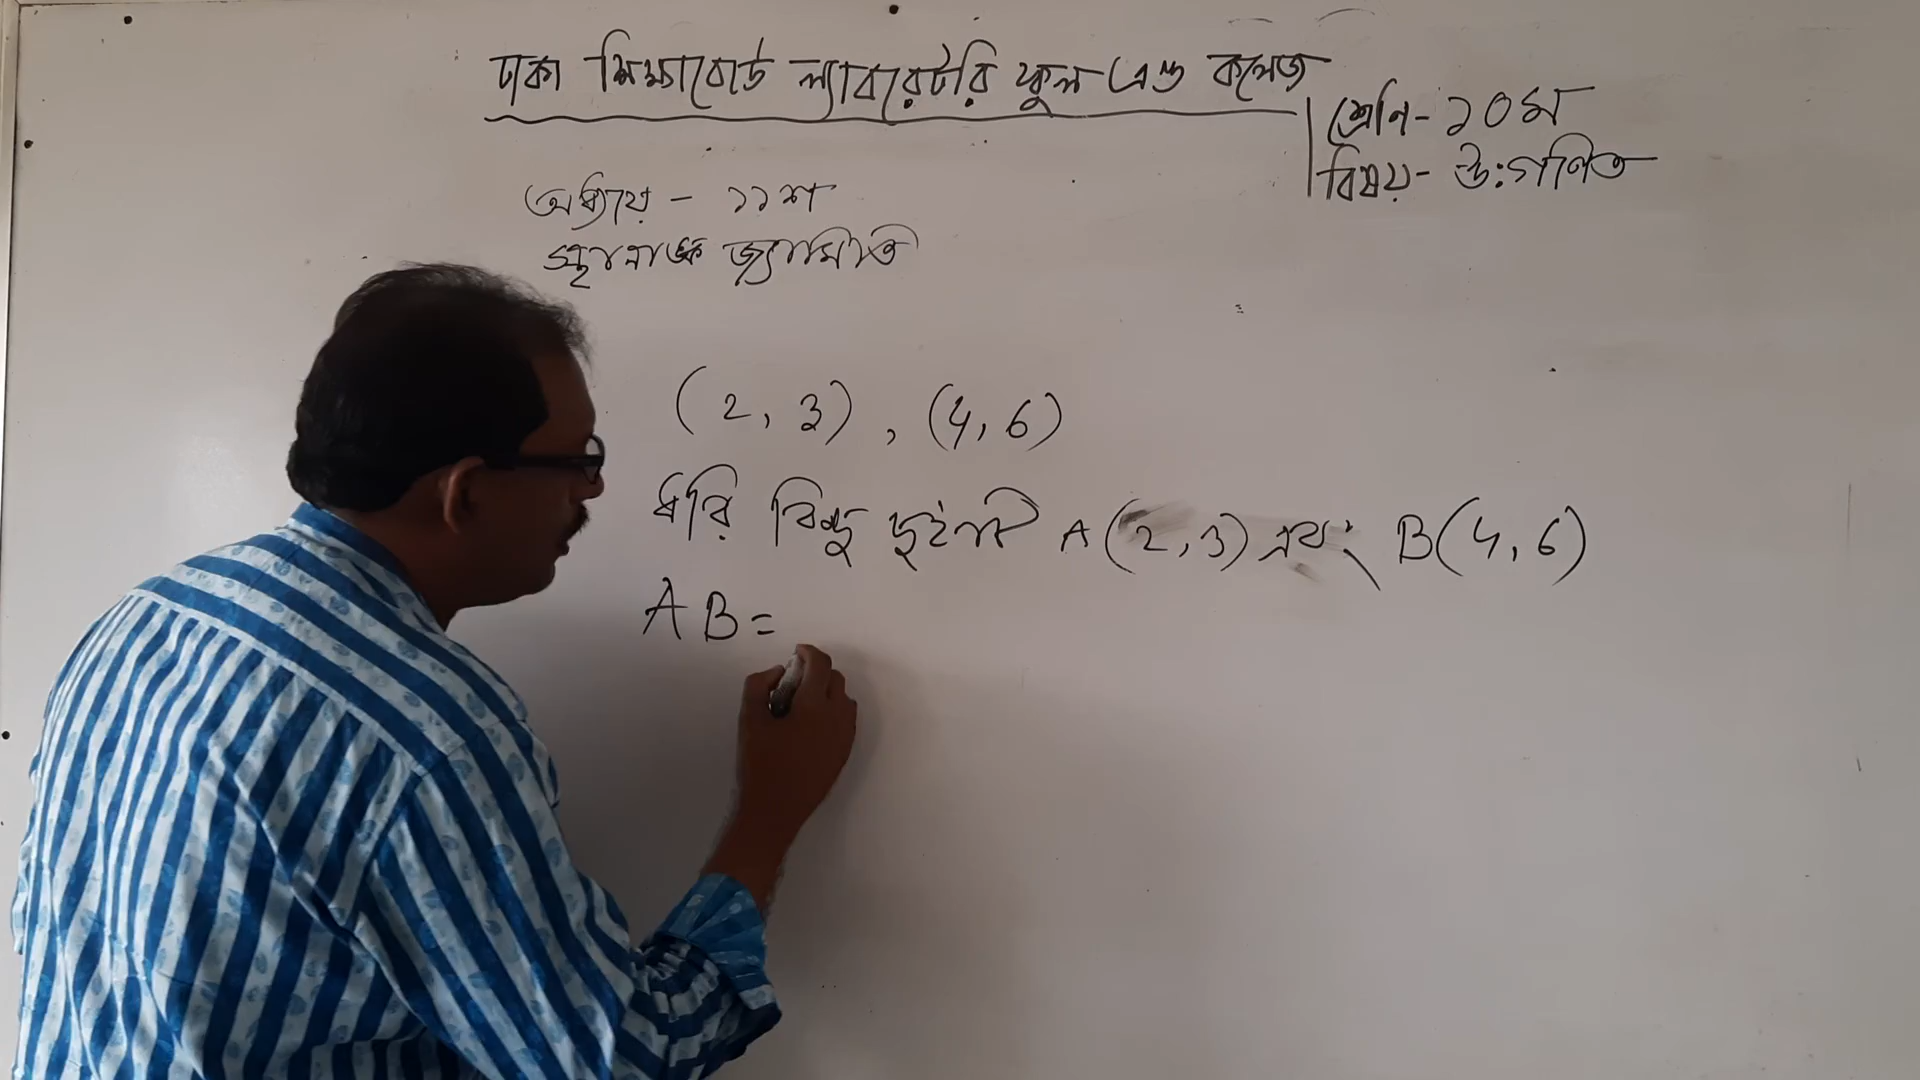 ঢাকা শিক্ষাবোর্ড ল্যাবরেটরি স্কুল এন্ড কলেজ
শ্রেণি- ১০ম
বিষয়- উ:গণিত
অধ্যায় - ১১শ
স্থানাঙ্ক জ্যামিতি
(2, 3), (4, 6)
ধরি বিন্দু দুইটি A(2, 3) এবং B(4, 6)
AB=